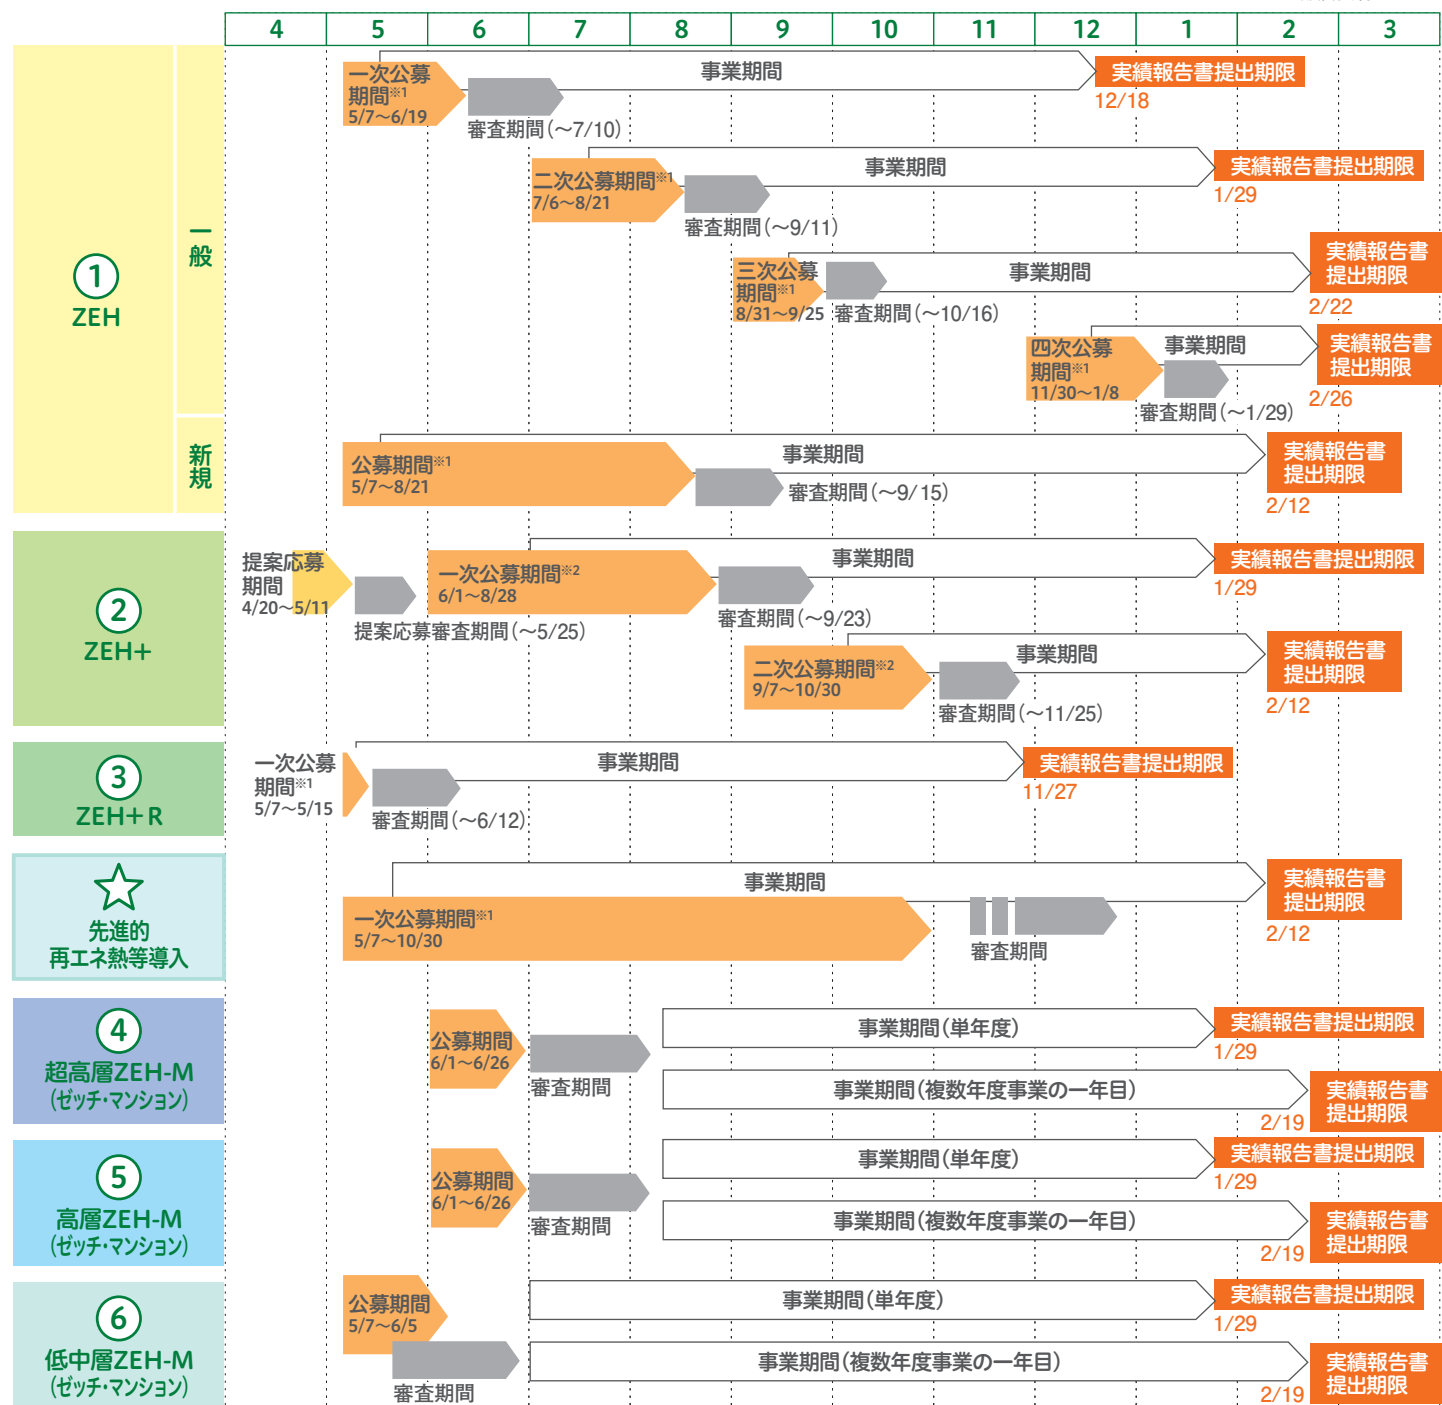 4 5 6 7 8 9 10 11 12 1 2 3
① ZEH
一般
一次公募
期間※1
5/7〜6/19
審査期間(〜7/10)
事業期間
実績報告書提出期限
12/18
二次公募期間※1
7/6〜8/21
審査期間(〜9/11)
事業期間
実績報告書提出期限
1/29
三次公募
期間※1
8/31〜9/25
審査期間(〜10/16)
事業期間
実績報告書
提出期限
2/22
四次公募
期間※1
11/30〜1/8
審査期間(〜1/29)
事業期間
実績報告書
提出期限
2/26
新規
公募期間※1
5/7〜8/21
審査期間(〜9/15)
事業期間
実績報告書
提出期限
2/12
②
ZEH+
提案応募
期間
4/20〜5/11
提案応募審査期間(〜5/25)
一次公募期間※2
6/1〜8/28
審査期間(〜9/23)
事業期間
実績報告書提出期限
1/29
二次公募期間※2
9/7〜10/30
審査期間(〜11/25)
事業期間
実績報告書
提出期限
2/12
③
ZEH+R
一次公募
期間※1
5/7〜5/15
審査期間(〜6/12)
事業期間
実績報告書提出期限
11/27
先進的
再エネ熱等導入
事業期間
一次公募期間※1
5/7〜10/30
審査期間
実績報告書
提出期限
2/12
④
超高層ZEH-M
(ゼッチ・マンション)
公募期間
6/1〜6/26
審査期間
事業期間(単年度)
実績報告書提出期限
1/29
事業期間(複数年度事業の一年目)
実績報告書
提出期限
2/19
⑤
高層ZEH-M
(ゼッチ・マンション)
公募期間
6/1〜6/26
審査期間
事業期間(単年度)
実績報告書提出期限
1/29
事業期間(複数年度事業の一年目)
実績報告書
提出期限
2/19
⑥
低中層ZEH-M
(ゼッチ・マンション)
公募期間
5/7〜6/5
審査期間
事業期間(単年度)
実績報告書提出期限
1/29
事業期間(複数年度事業の一年目)
実績報告書
提出期限
2/19